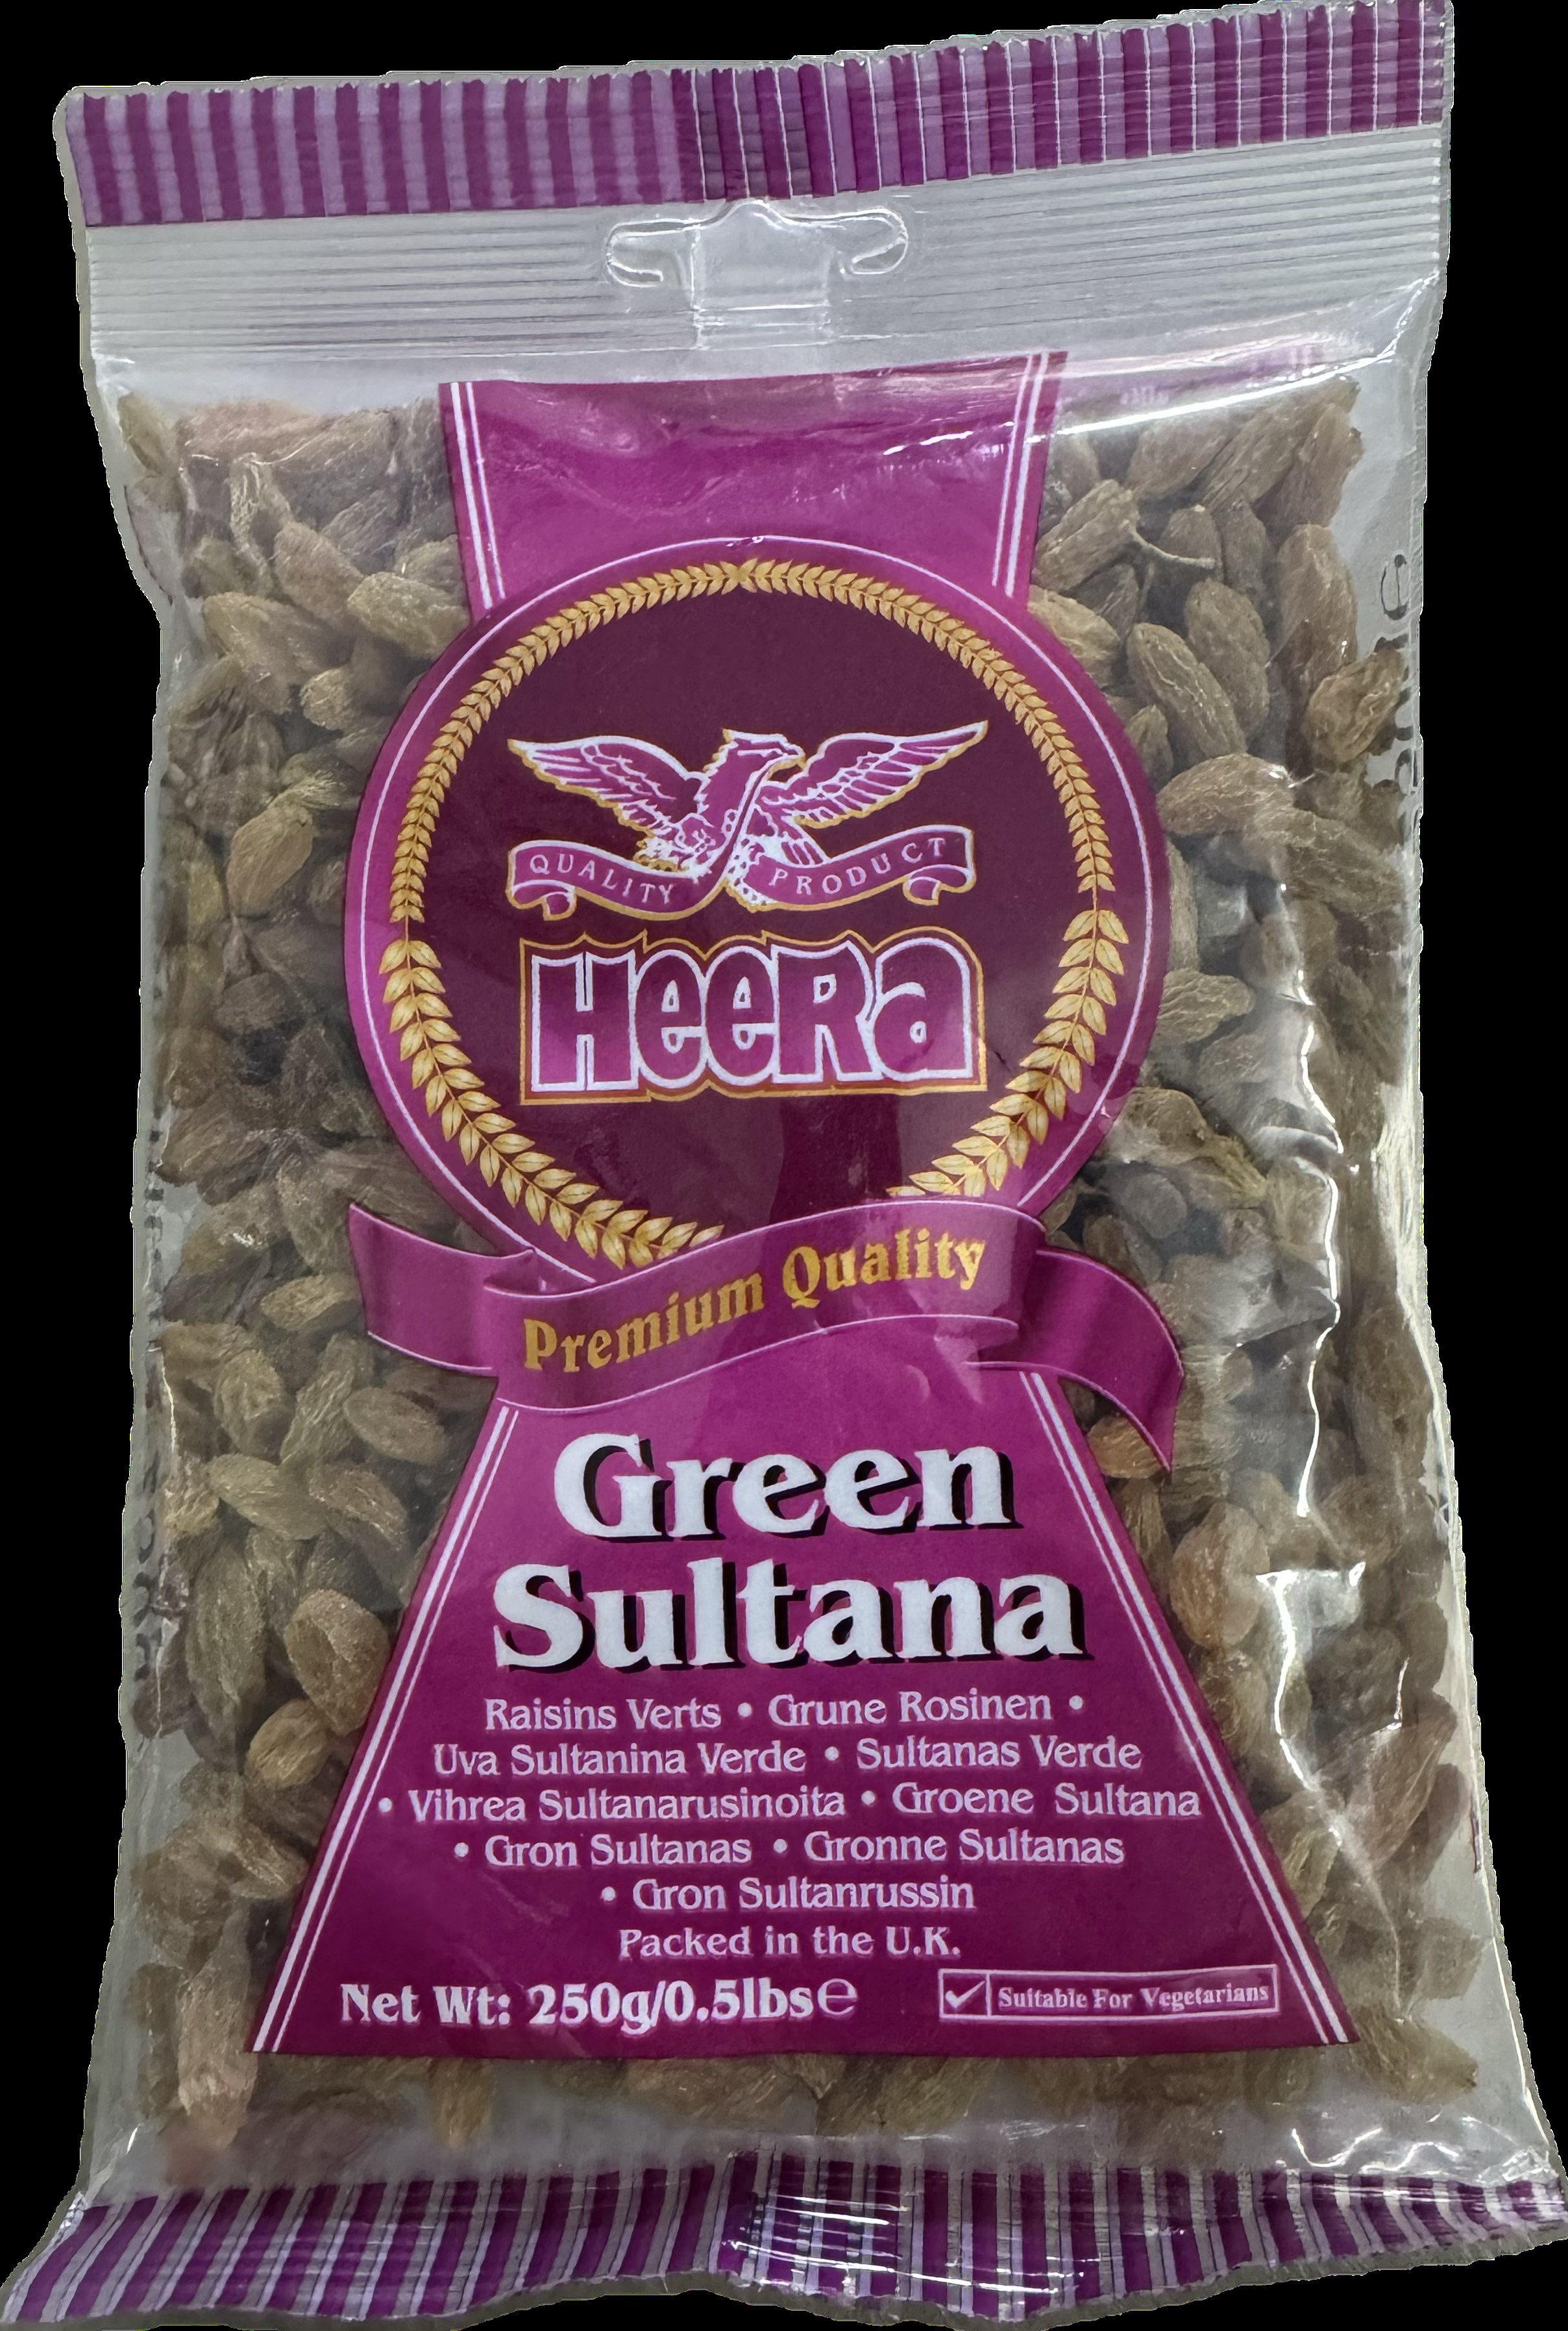 QUALITY PRODUCT
HeeRa
Premium Quality
Green
Sultana
Raisins Verts • Grune Rosinen •
Uva Sultanina Verde • Sultanas Verde
• Vihrea Sultanarusinoita • Groene Sultana
• Gron Sultanas • Gronne Sultanas
• Gron Sultanrussin
Packed in the U.K.
Net Wt: 250g/0.5lbs℮
Suitable For Vegetarians